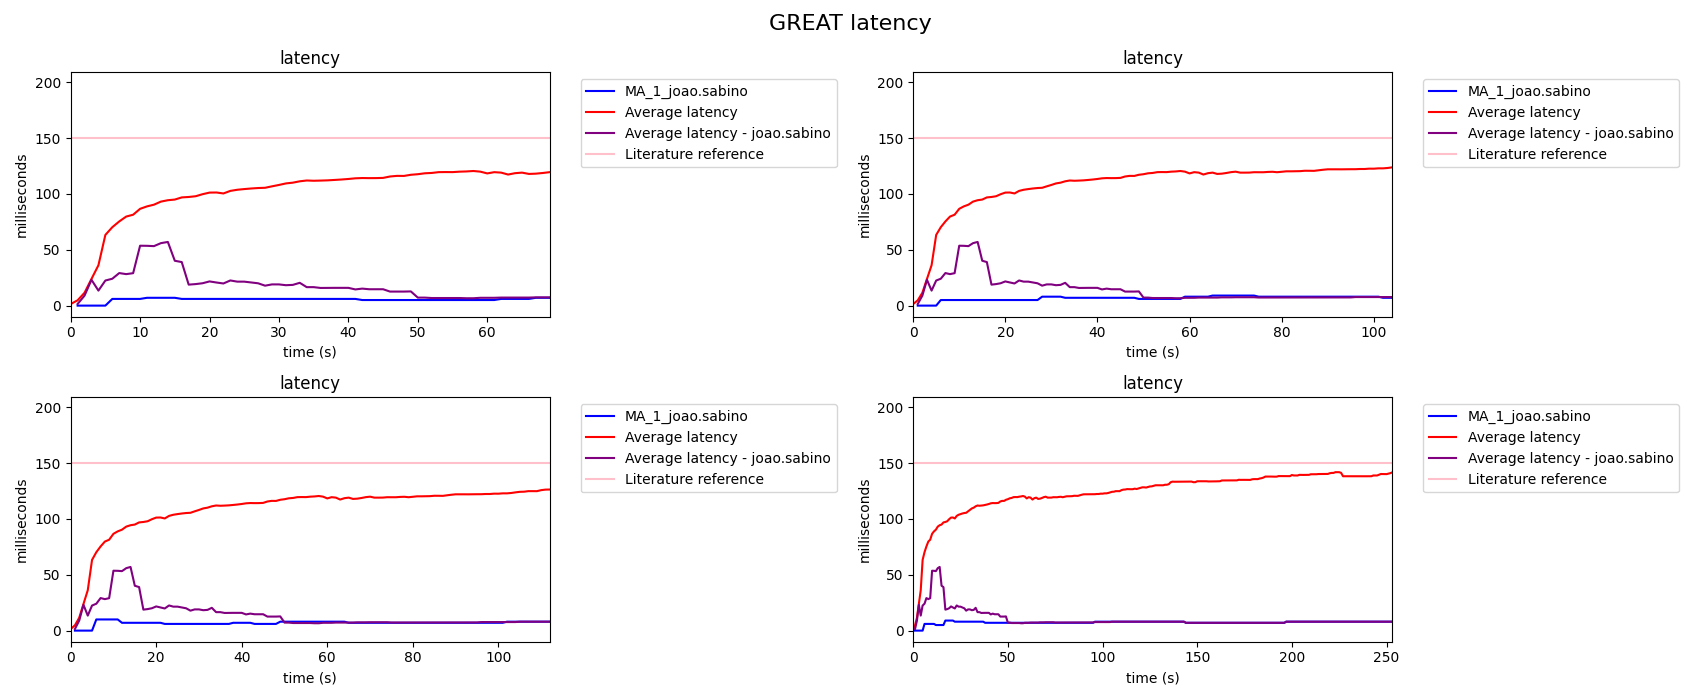 GREAT latency
latency
200
150
100
50
0
milliseconds
0 10 20 30 40 50 60
time (s)
MA_1_joao.sabino
Average latency
Average latency - joao.sabino
Literature reference
latency
200
150
100
50
0
milliseconds
0 20 40 60 80 100
time (s)
MA_1_joao.sabino
Average latency
Average latency - joao.sabino
Literature reference
latency
200
150
100
50
0
milliseconds
0 20 40 60 80 100
time (s)
MA_1_joao.sabino
Average latency
Average latency - joao.sabino
Literature reference
latency
200
150
100
50
0
milliseconds
0 50 100 150 200 250
time (s)
MA_1_joao.sabino
Average latency
Average latency - joao.sabino
Literature reference